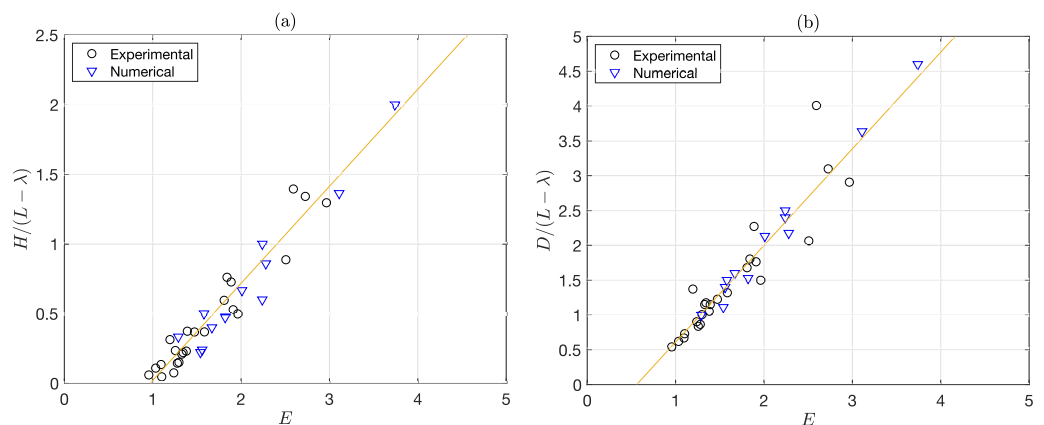 (a)
2.5
2
1.5
1
0.5
0
H/(L − λ)
Experimental
Numerical
0 1 2 3 4 5
E
(b)
5
4.5
4
3.5
3
2.5
2
1.5
1
0.5
0
D/(L − λ)
Experimental
Numerical
0 1 2 3 4 5
E